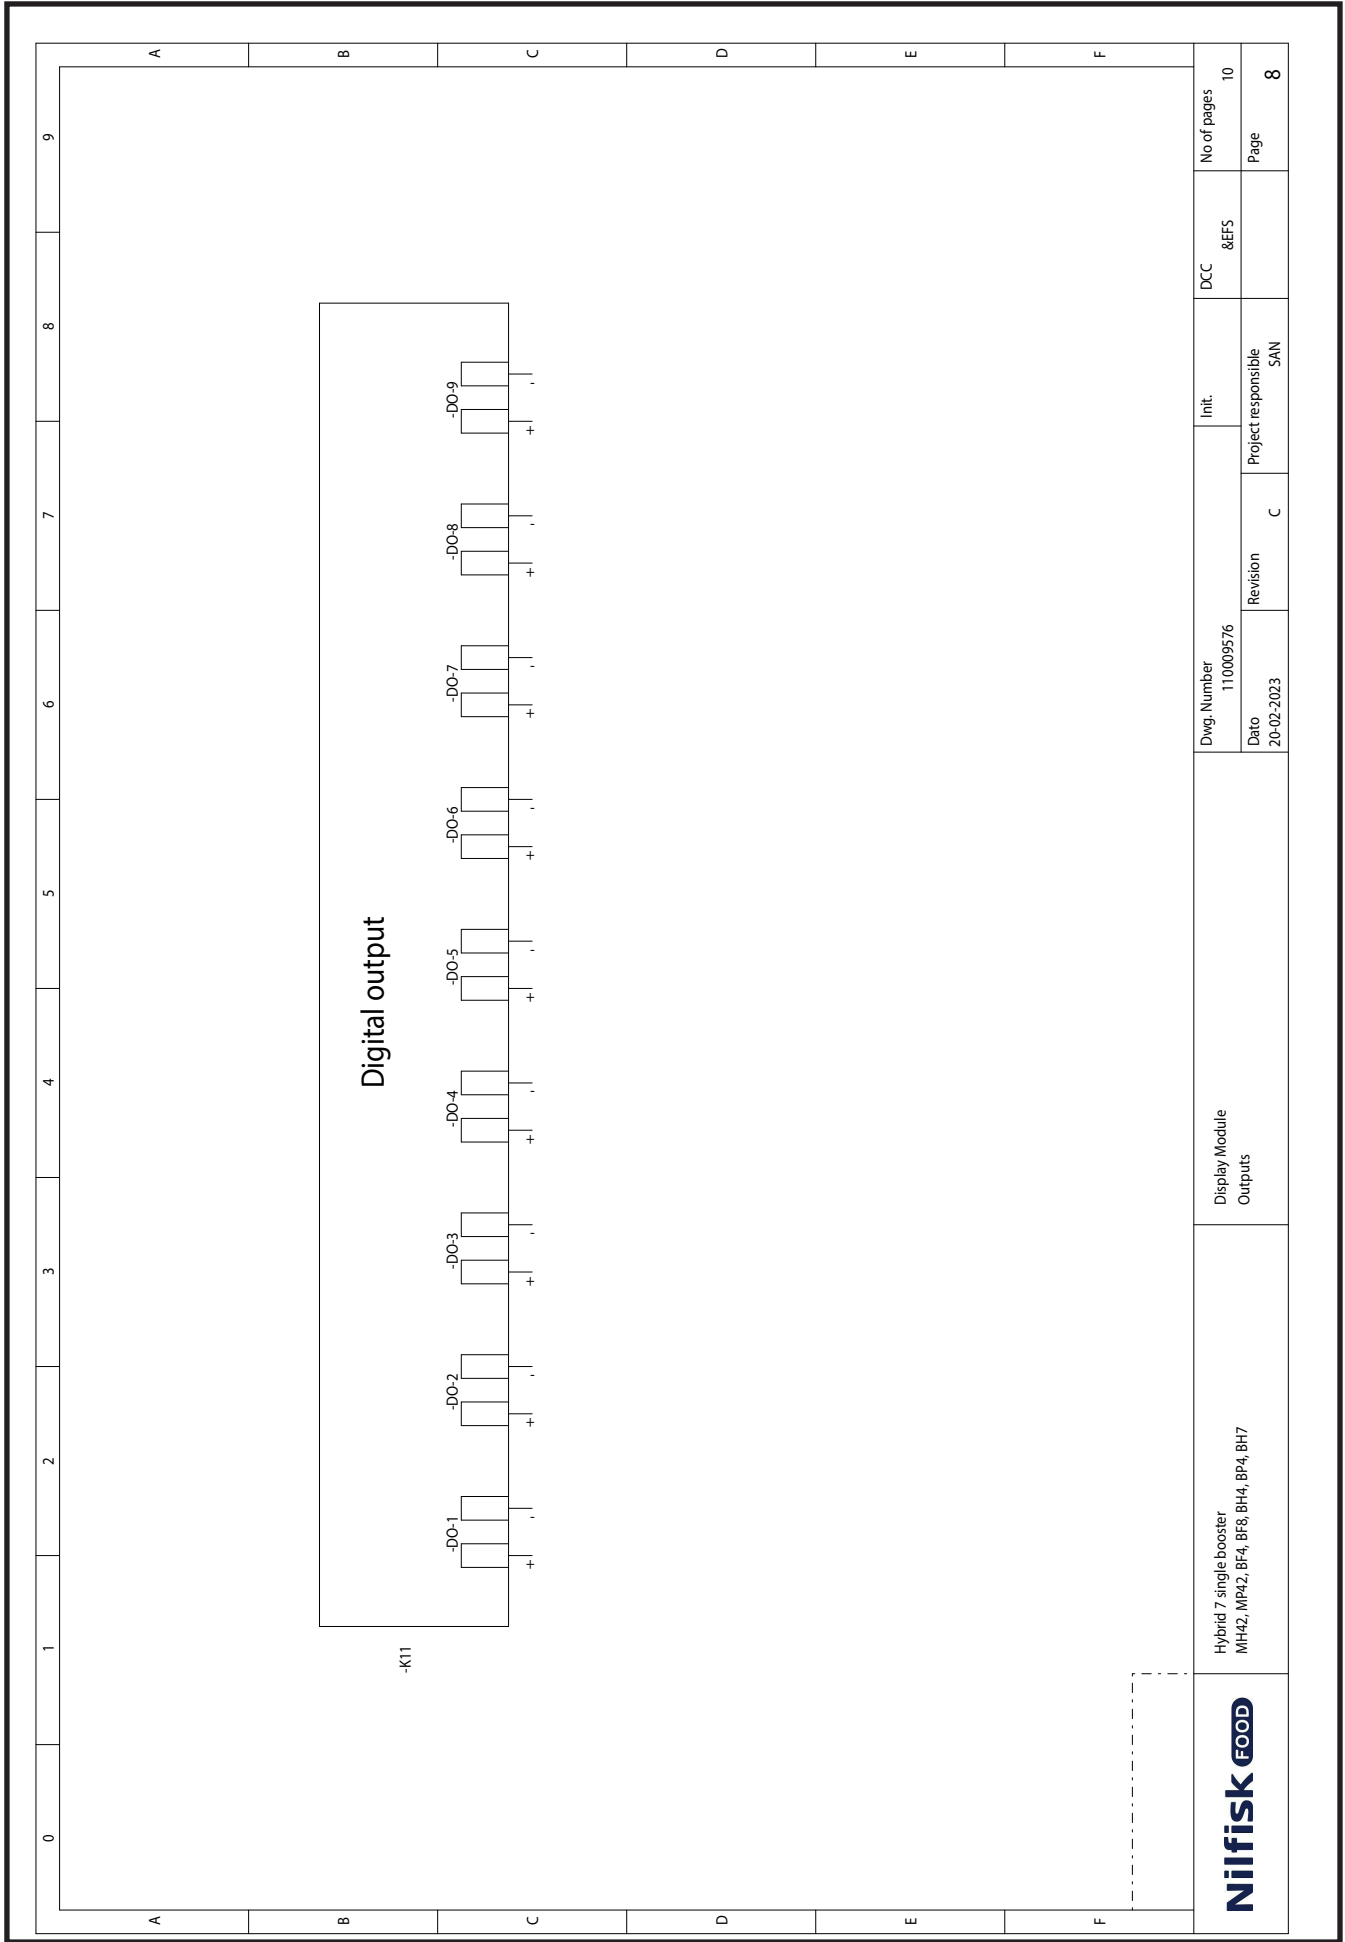 0 1 2 3 4 5 6 7 8 9
A A
B B
C C
D D
E E
F F
Digital output
-K11
-DO-1 -DO-2 -DO-3 -DO-4 -DO-5 -DO-6 -DO-7 -DO-8 -DO-9
+ - + - + - + - + - + - + - + - + -
Nilfisk FOOD
Hybrid 7 single booster
MH42, MP42, BF4, BF8, BH4, BP4, BH7
Display Module
Outputs
Dwg. Number
110009576
Init.
DCC
&EFS
No of pages
10
Dato
20-02-2023
Revision
C
Project responsible
SAN
Page
8